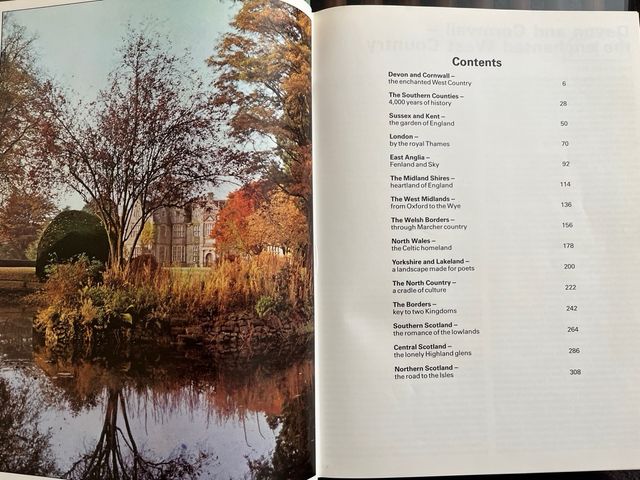 Contents
Devon and Cornwall –
the enchanted West Country 6
The Southern Counties –
4,000 years of history 28
Sussex and Kent –
the garden of England 50
London –
by the royal Thames 70
East Anglia –
Fenland and Sky 92
The Midland Shires –
heartland of England 114
The West Midlands –
from Oxford to the Wye 136
The Welsh Borders –
through Marcher country 156
North Wales –
the Celtic homeland 178
Yorkshire and Lakeland –
a landscape made for poets 200
The North Country –
a cradle of culture 222
The Borders –
key to two Kingdoms 242
Southern Scotland –
the romance of the lowlands 264
Central Scotland –
the lonely Highland glens 286
Northern Scotland –
the road to the Isles 308